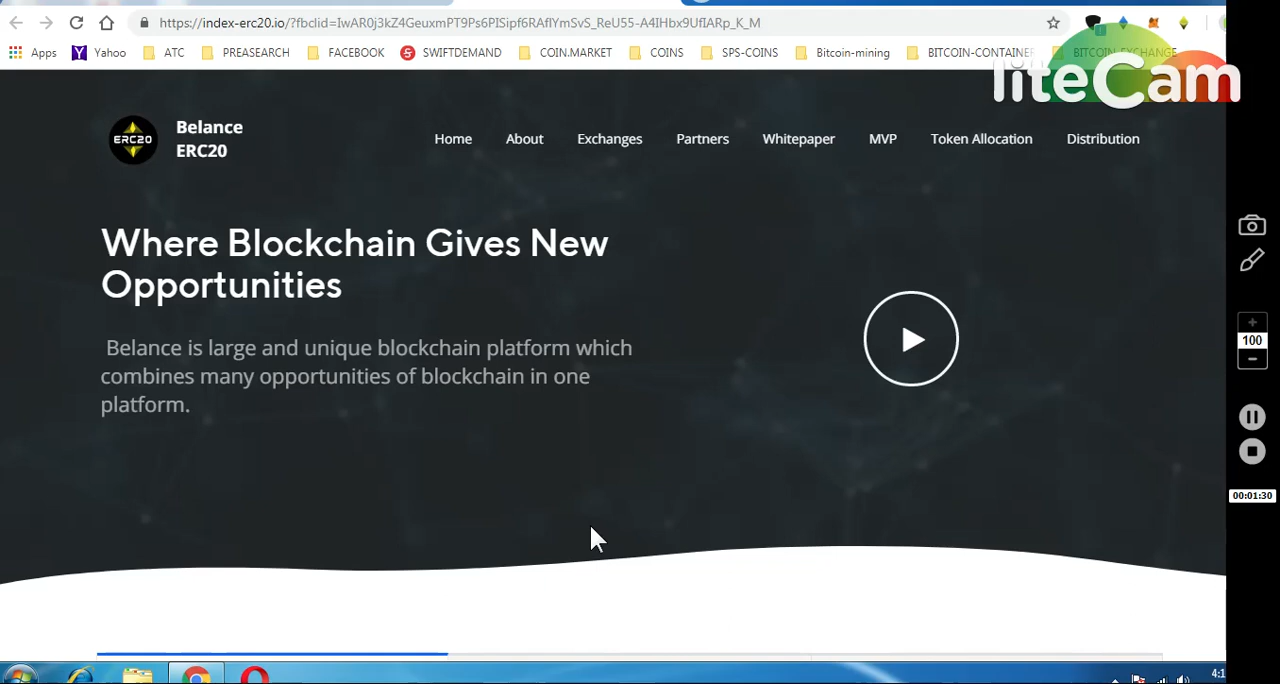 https://index-erc20.io/?fbclid=IwAR0j3kZ4GeuxmPT9Ps6PISipf6RAflYmSvS_ReU55-A4IHbx9UfIARp_K_M
Apps Yahoo ATC PREASEARCH FACEBOOK SWIFTDEMAND COIN.MARKET COINS SPS-COINS Bitcoin-mining BITCOIN-CONTAINER BITCOIN-EXCHANGE
liteCam
ERC20
Belance
ERC20
Home About Exchanges Partners Whitepaper MVP Token Allocation Distribution
Where Blockchain Gives New
Opportunities
Belance is large and unique blockchain platform which
combines many opportunities of blockchain in one
platform.
100
00:01:30